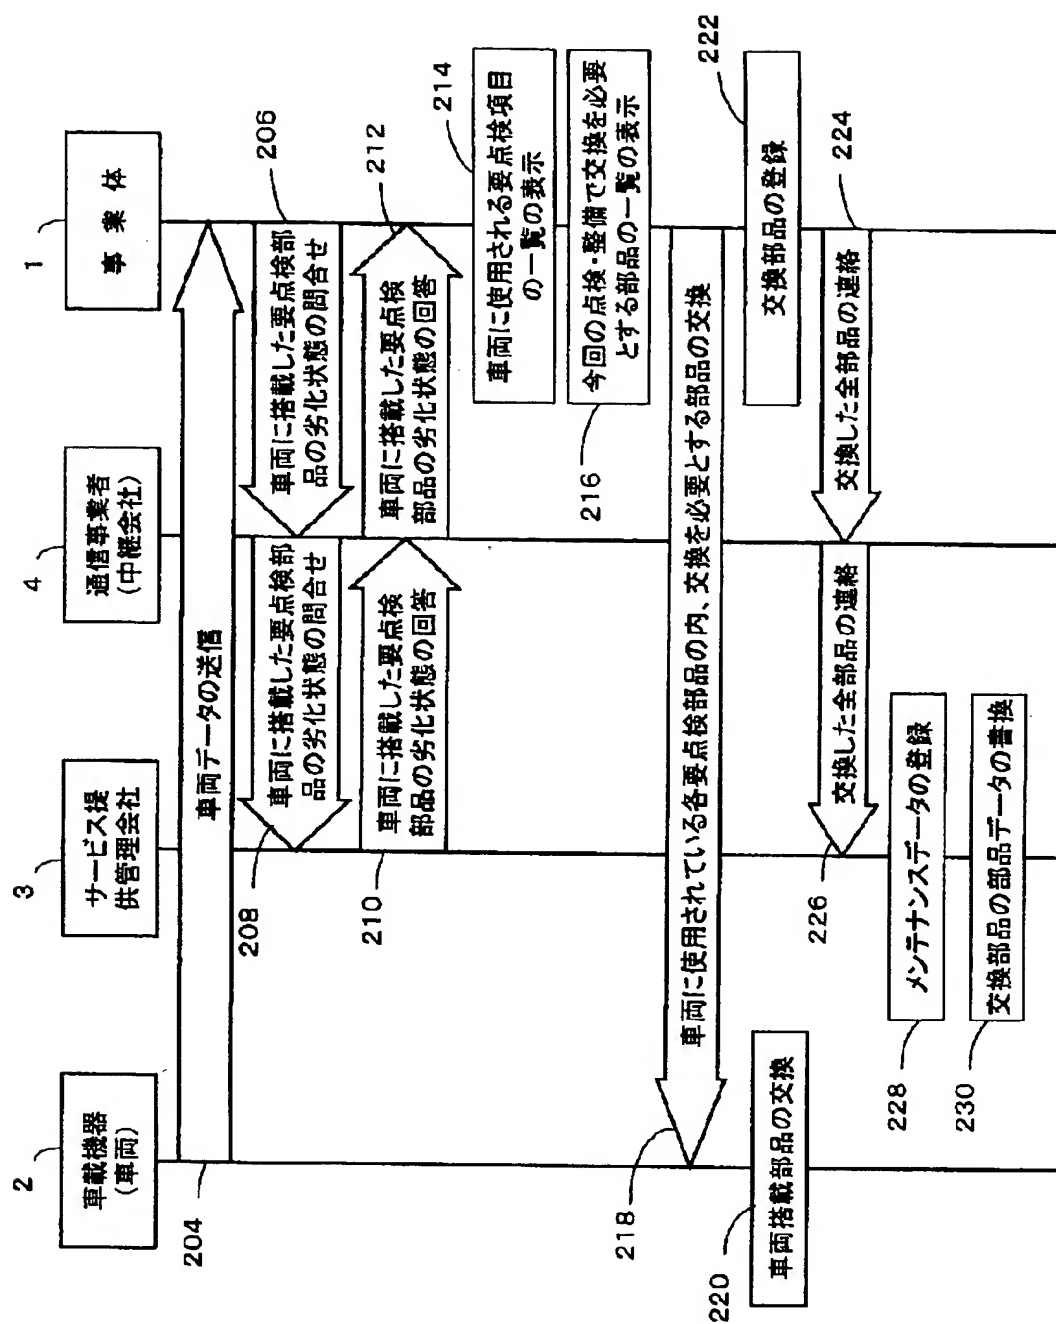 2
車載機器
(車両)
3
サービス提
供管理会社
4
通信事業者
(中継会社)
1
事業体
204
車両データの送信
車両に搭載した要点検部
品の劣化状態の問合せ
208
車両に搭載した要点検部
品の劣化状態の問合せ
206
車両に搭載した要点検
部品の劣化状態の回答
210
車両に搭載した要点検
部品の劣化状態の回答
212
車両に使用される要点検項目
の一覧の表示
214
今回の点検・整備で交換を必要
とする部品の一覧の表示
216
車両に使用されている各要点検部品の内、交換を必要とする部品の交換
218
車両搭載部品の交換
220
交換部品の登録
222
交換した全部品の連絡
224
交換した全部品の連絡
226
メンテナンスデータの登録
228
交換部品の部品データの書換
230